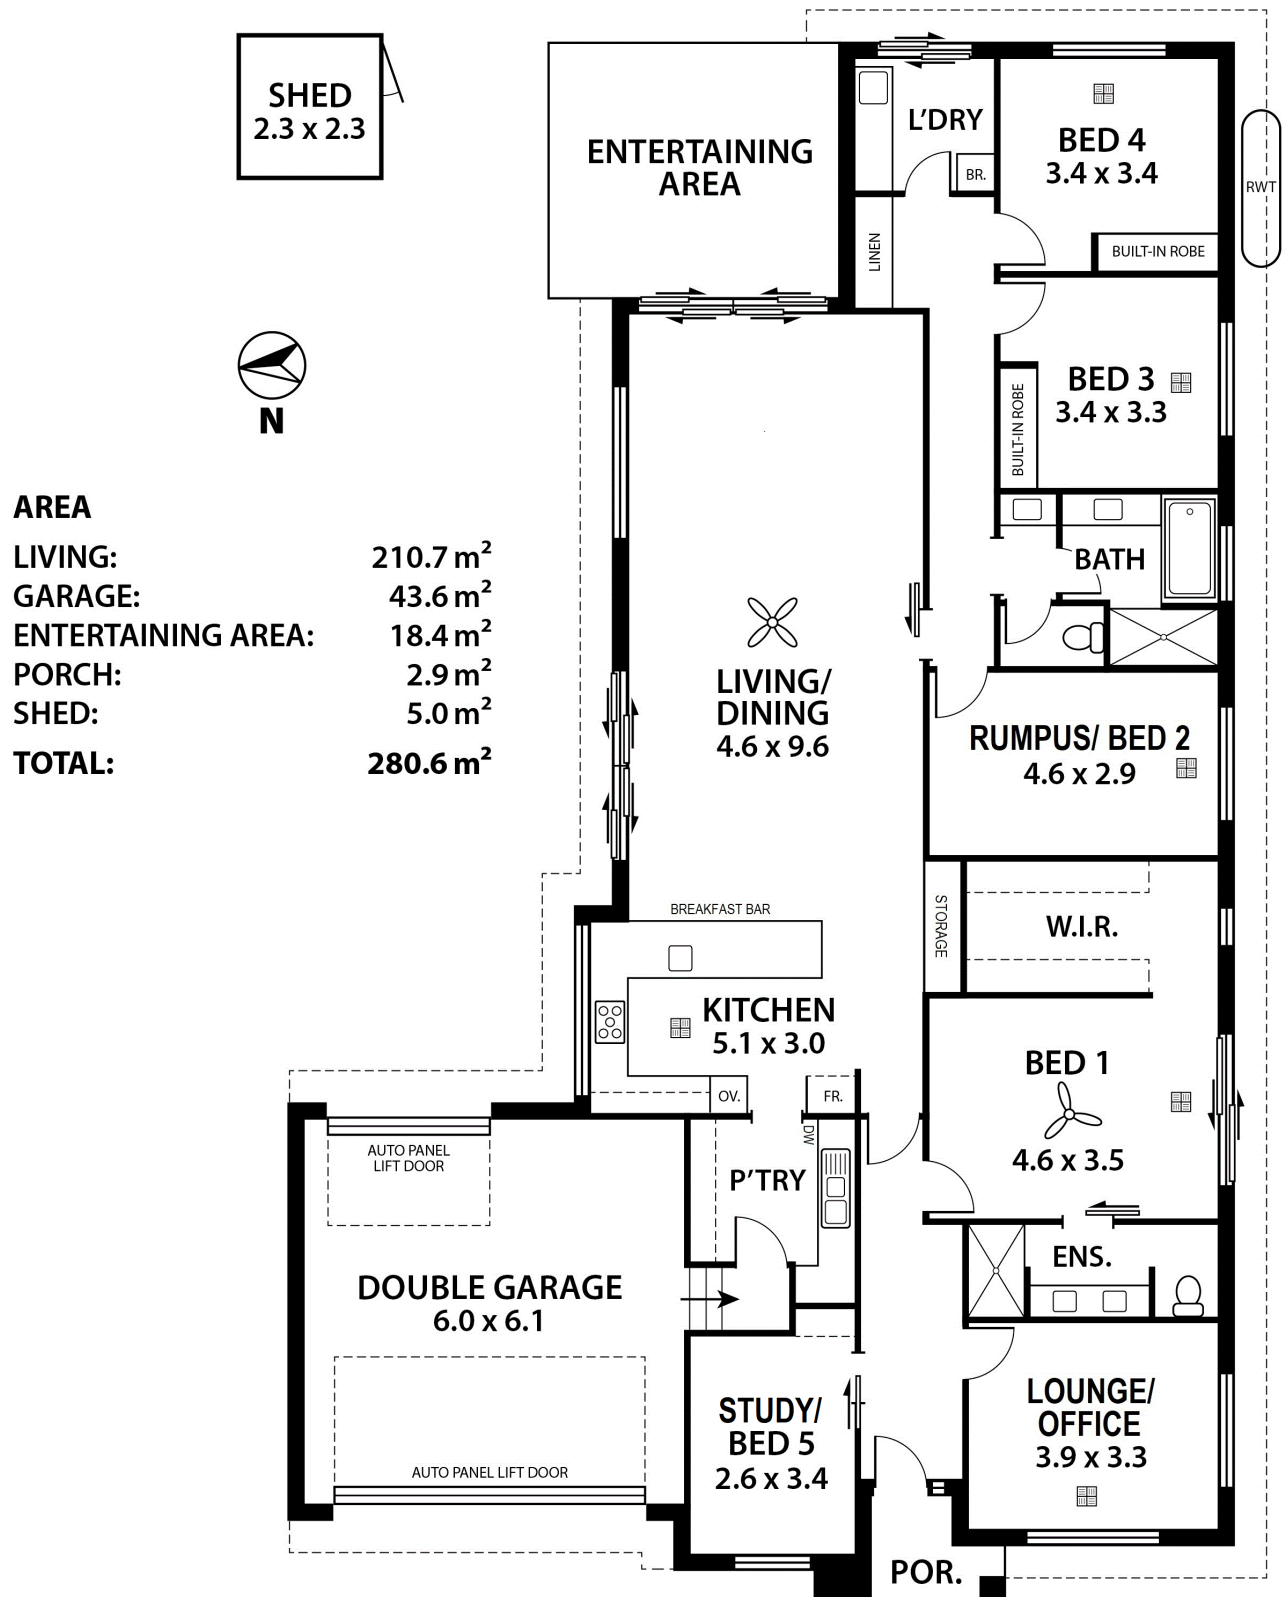 SHED
2.3 x 2.3
ENTERTAINING
AREA
L'DRY
BR.
BED 4
3.4 x 3.4
RWT
LINEN
BUILT-IN ROBE
N
BED 3
3.4 x 3.3
BUILT-IN ROBE
AREA
LIVING: 210.7 m²
GARAGE: 43.6 m²
ENTERTAINING AREA: 18.4 m²
PORCH: 2.9 m²
SHED: 5.0 m²
TOTAL: 280.6 m²
BATH
LIVING/
DINING
4.6 x 9.6
RUMPUS/ BED 2
4.6 x 2.9
BREAKFAST BAR
STORAGE
W.I.R.
KITCHEN
5.1 x 3.0
OV.
FR.
BED 1
4.6 x 3.5
AUTO PANEL
LIFT DOOR
DW
P'TRY
ENS.
DOUBLE GARAGE
6.0 x 6.1
STUDY/
BED 5
2.6 x 3.4
LOUNGE/
OFFICE
3.9 x 3.3
AUTO PANEL LIFT DOOR
POR.